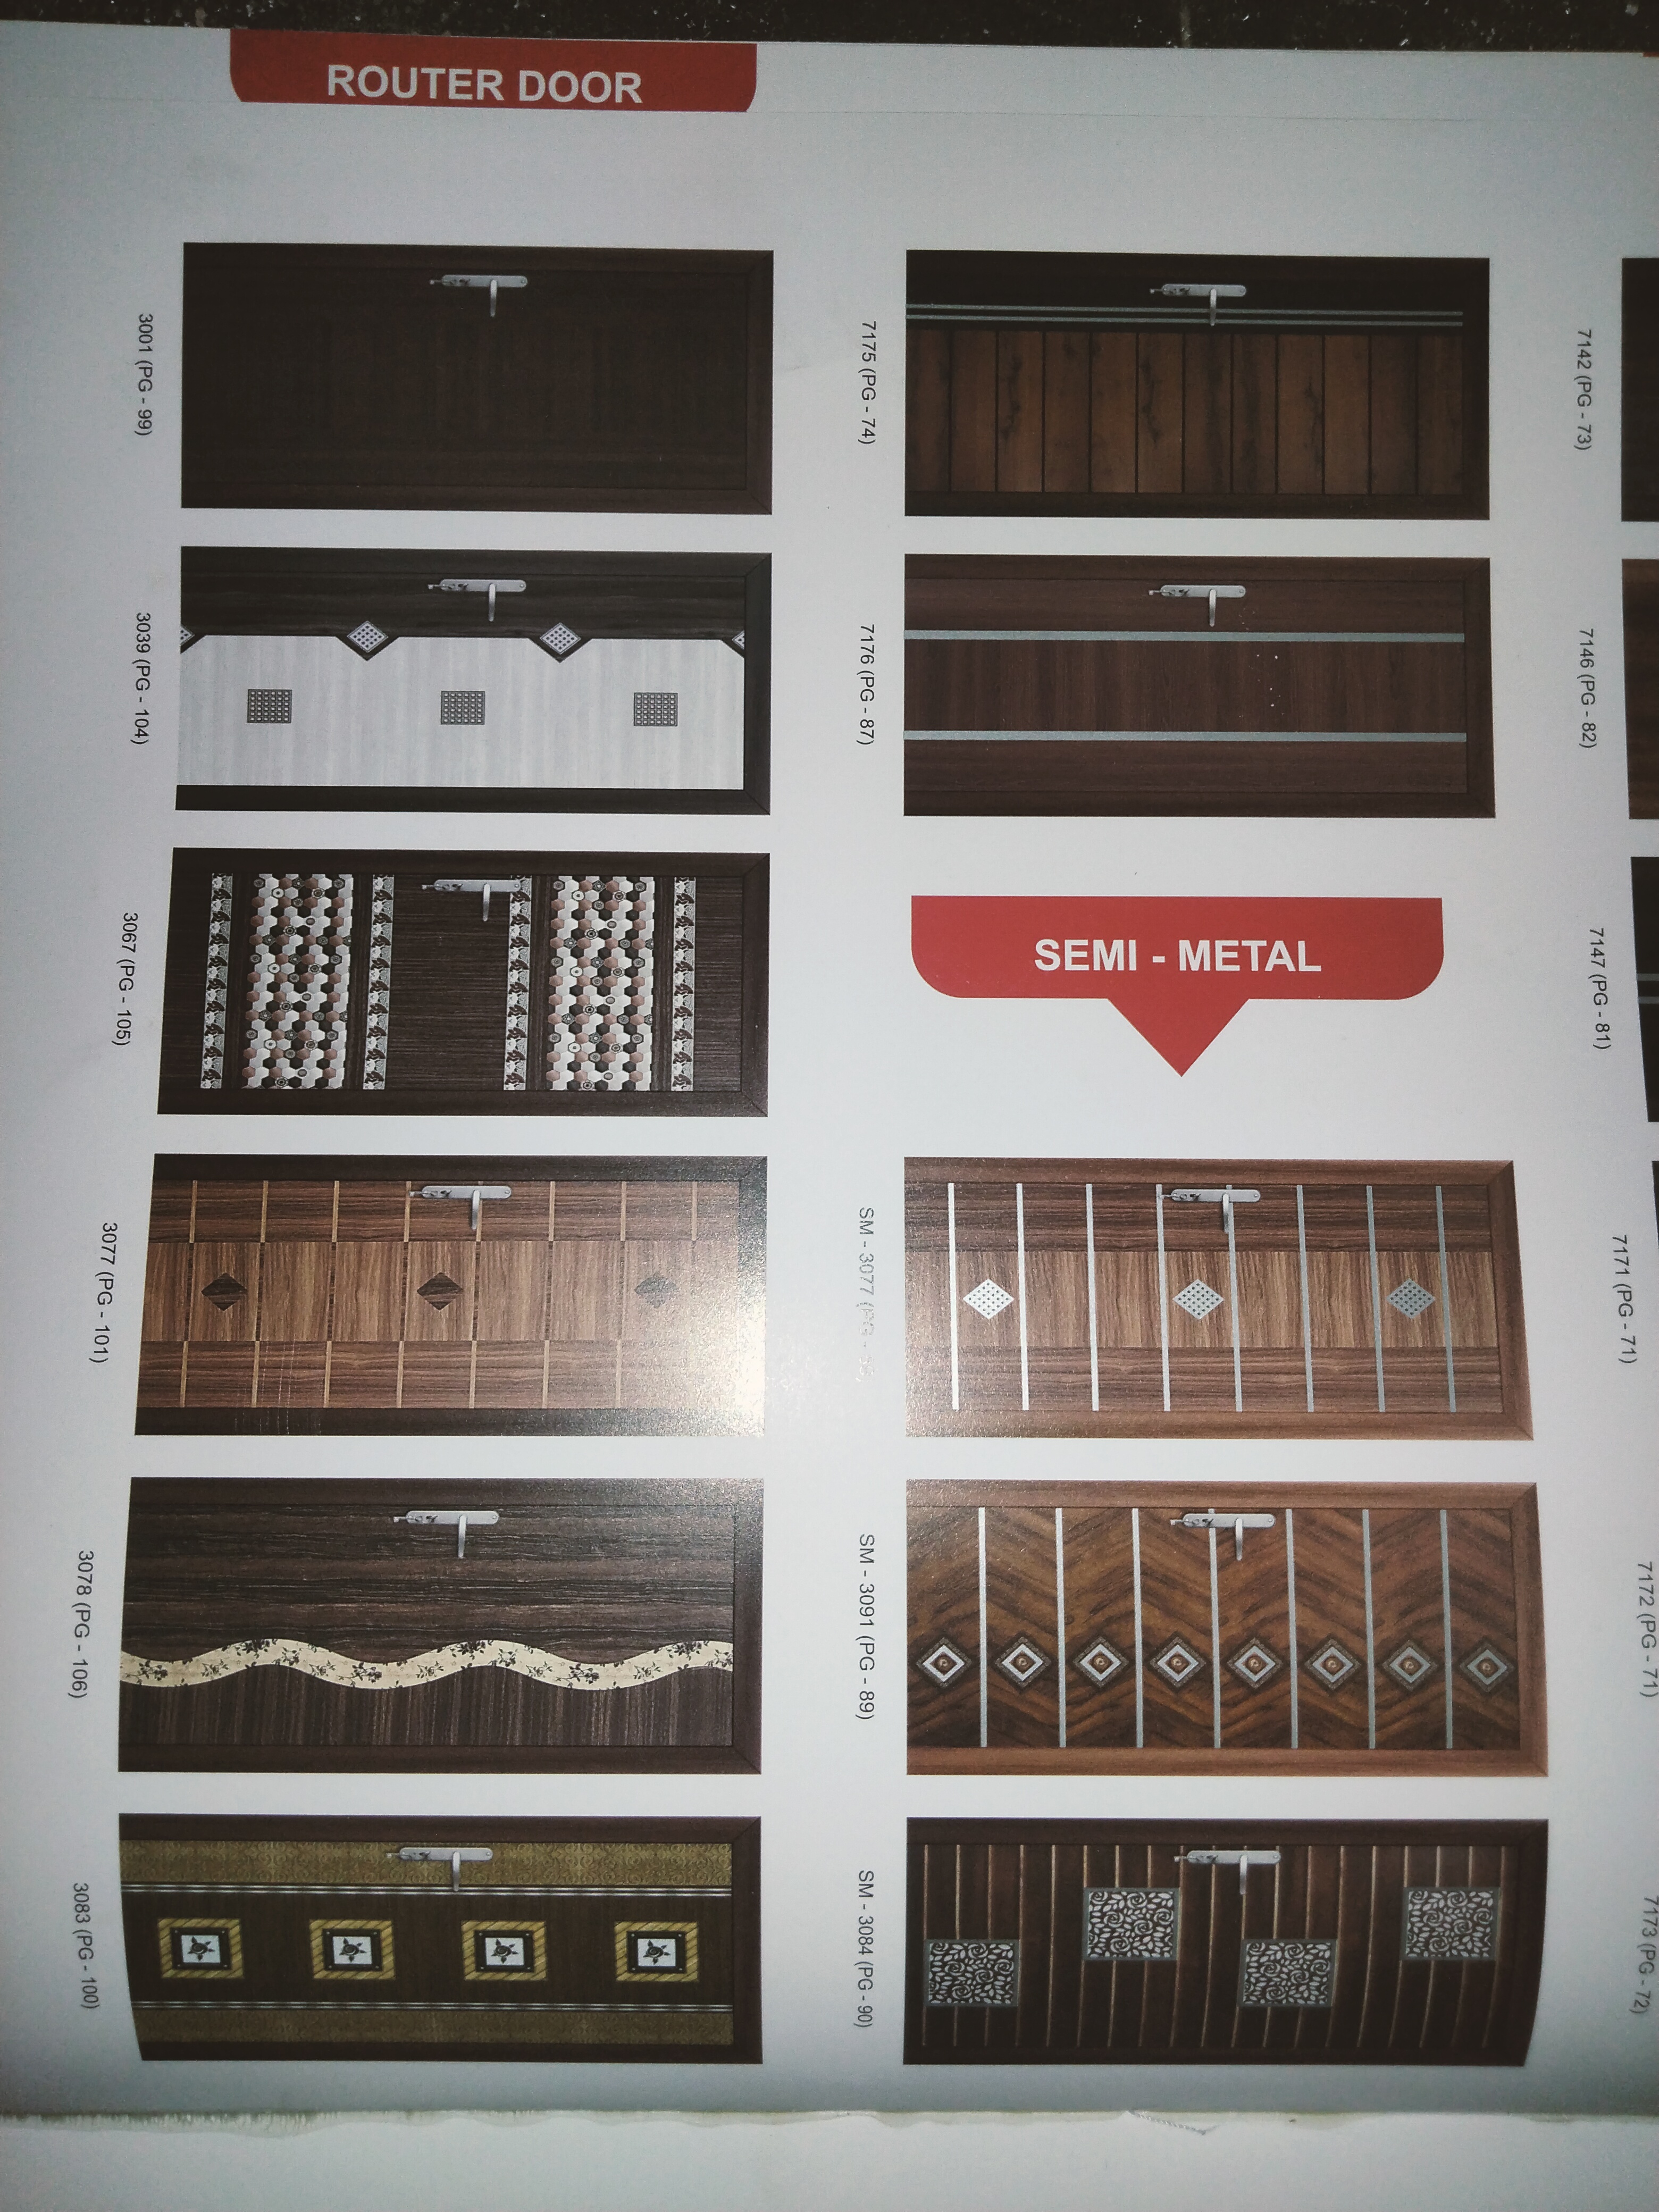 ROUTER DOOR
3001 (PG - 99)
3039 (PG - 104)
3067 (PG - 105)
3077 (PG - 101)
3078 (PG - 106)
3083 (PG - 100)
7175 (PG - 74)
7176 (PG - 87)
SEMI - METAL
SM - 3077 (PG -
SM - 3091 (PG - 89)
SM - 3084 (PG - 90)
7142 (PG - 73)
7146 (PG - 82)
7147 (PG - 81)
7171 (PG - 71)
7172 (PG - 71)
7173 (PG - 72)